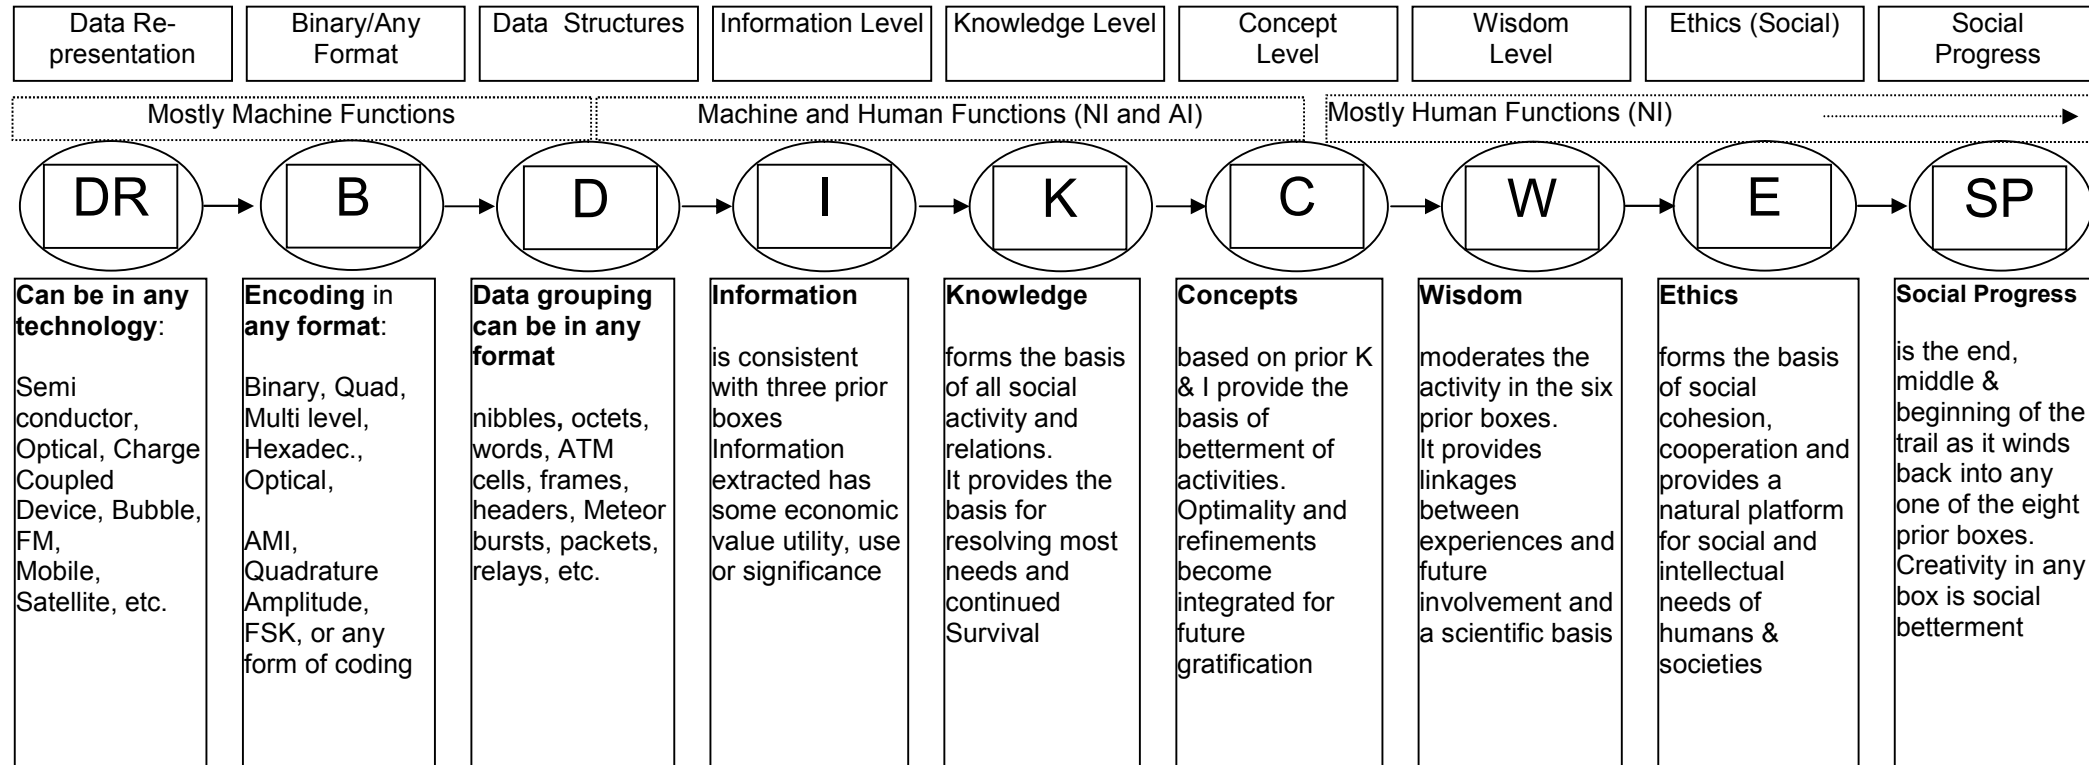 Data Re-
presentation
Binary/Any
Format
Data  Structures
Information Level
Knowledge Level
Concept
Level
Wisdom
Level
Ethics (Social)
Social
Progress
Mostly Machine Functions
Machine and Human Functions (NI and AI)
Mostly Human Functions (NI)
DR
B
D
I
K
C
W
E
SP
Can be in any
technology:
Semi
conductor,
Optical, Charge
Coupled
Device, Bubble,
FM,
Mobile,
Satellite, etc.
Encoding in
any format:
Binary, Quad,
Multi level,
Hexadec.,
Optical,
AMI,
Quadrature
Amplitude,
FSK, or any
form of coding
Data grouping
can be in any
format
nibbles, octets,
words, ATM
cells, frames,
headers, Meteor
bursts, packets,
relays, etc.
Information
is consistent
with three prior
boxes
Information
extracted has
some economic
value utility, use
or significance
Knowledge
forms the basis
of all social
activity and
relations.
It provides the
basis for
resolving most
needs and
continued
Survival
Concepts
based on prior K
& I provide the
basis of
betterment of
activities.
Optimality and
refinements
become
integrated for
future
gratification
Wisdom
moderates the
activity in the six
prior boxes.
It provides
linkages
between
experiences and
future
involvement and
a scientific basis
Ethics
forms the basis
of social
cohesion,
cooperation and
provides a
natural platform
for social and
intellectual
needs of
humans &
societies
Social Progress
is the end,
middle &
beginning of the
trail as it winds
back into any
one of the eight
prior boxes.
Creativity in any
box is social
betterment